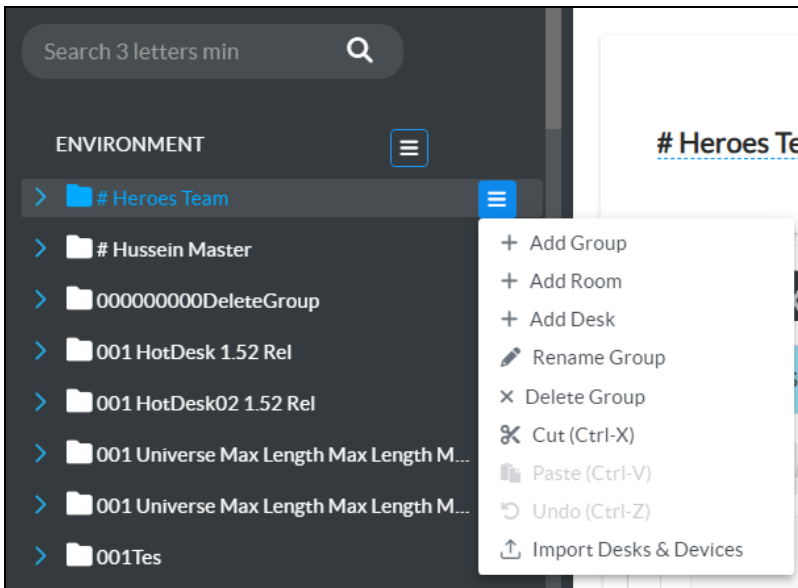 Search 3 letters min
ENVIRONMENT
# Heroes Team
# Hussein Master
000000000DeleteGroup
001 HotDesk 1.52 Rel
001 HotDesk02 1.52 Rel
001 Universe Max Length Max Length M...
001 Universe Max Length Max Length M...
001Tes
# Heroes Te
Add Group
Add Room
Add Desk
Rename Group
Delete Group
Cut (Ctrl-X)
Paste (Ctrl-V)
Undo (Ctrl-Z)
Import Desks & Devices